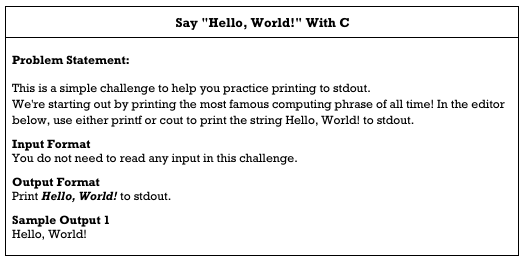 Say "Hello, World!" With C
Problem Statement:
This is a simple challenge to help you practice printing to stdout.
We're starting out by printing the most famous computing phrase of all time! In the editor
below, use either printf or cout to print the string Hello, World! to stdout.
Input Format
You do not need to read any input in this challenge.
Output Format
Print Hello, World! to stdout.
Sample Output 1
Hello, World!